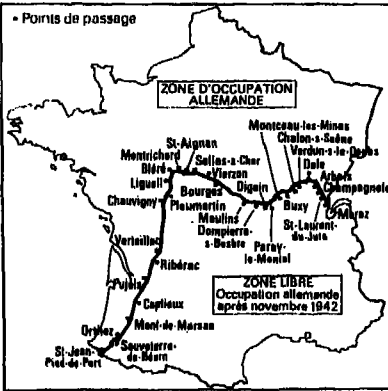 • Points de passage
ZONE D'OCCUPATION
ALLEMANDE
St-Aignan
Montrichard
Bléré
Selles-s-Cher
Vierzon
Liguell
Bourges
Chauvigny
Pleumartin
Digoin
Moulins
Dompierre-
s-Besbre
Montceau-les-Mines
Chalon-s-Saône
Verdun-s-le-Doubs
Dole
Arbois
Champagnole
Buxy
Paray-
le-Monial
St-Laurent-
du-Jura
Moraz
Verteillac
Ribérac
Pujols
Captieux
Mont-de-Marsan
Orthez
Sauveterre-
de-Béarn
St-Jean-
Pied-de-Port
ZONE LIBRE
Occupation allemande
après novembre 1942